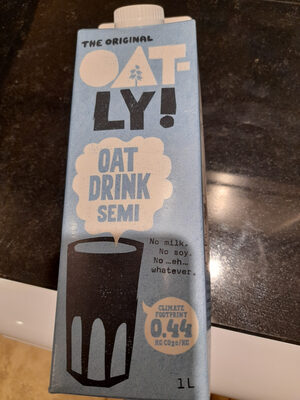 THE ORIGINAL
OAT-
LY!
OAT
DRINK
SEMI
No milk.
No soy.
No ...eh...
whatever.
CLIMATE
FOOTPRINT
0.44
KG CO2e/KG
1L